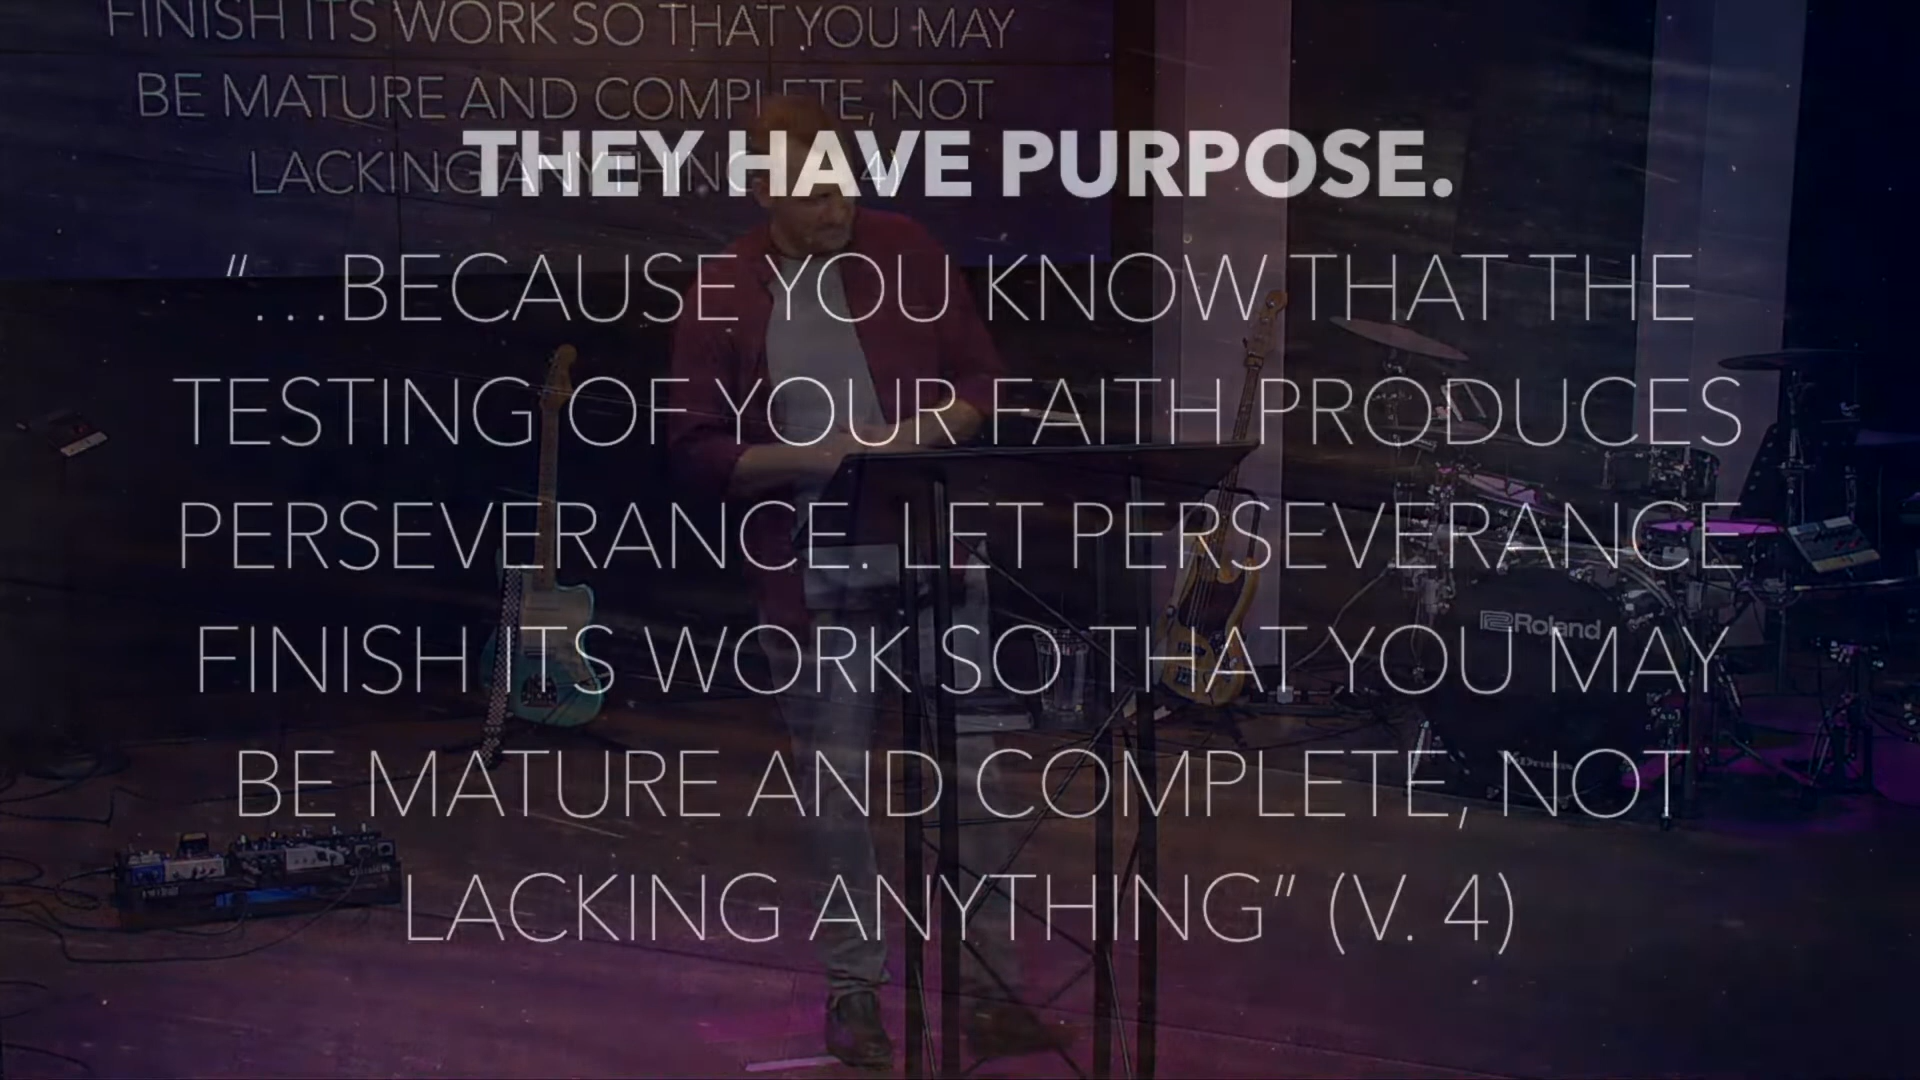 FINISH ITS WORK SO THAT YOU MAY
BE MATURE AND COMPLETE, NOT
LACKING ANYTHING
THEY HAVE PURPOSE.
“...BECAUSE YOU KNOW THAT THE
TESTING OF YOUR FAITH PRODUCES
PERSEVERANCE. LET PERSEVERANCE
FINISH ITS WORK SO THAT YOU MAY
BE MATURE AND COMPLETE, NOT
LACKING ANYTHING” (V. 4)
Roland